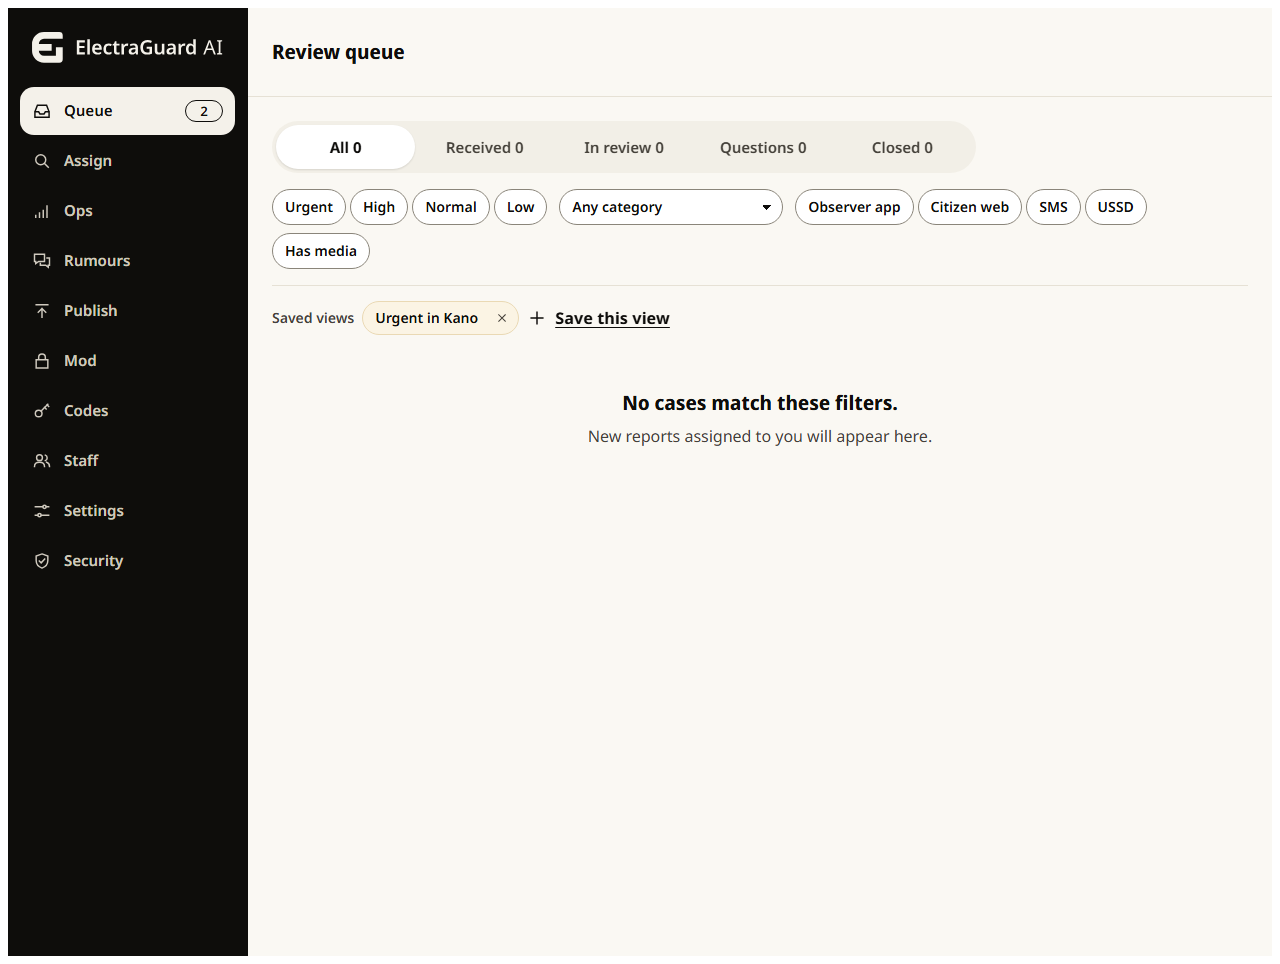 ElectraGuard AI
Queue 2
Assign
Ops
Rumours
Publish
Mod
Codes
Staff
Settings
Security
Review queue
All 0 Received 0 In review 0 Questions 0 Closed 0
Urgent High Normal Low Any category Observer app Citizen web SMS USSD
Has media
Saved views Urgent in Kano × + Save this view
No cases match these filters.
New reports assigned to you will appear here.